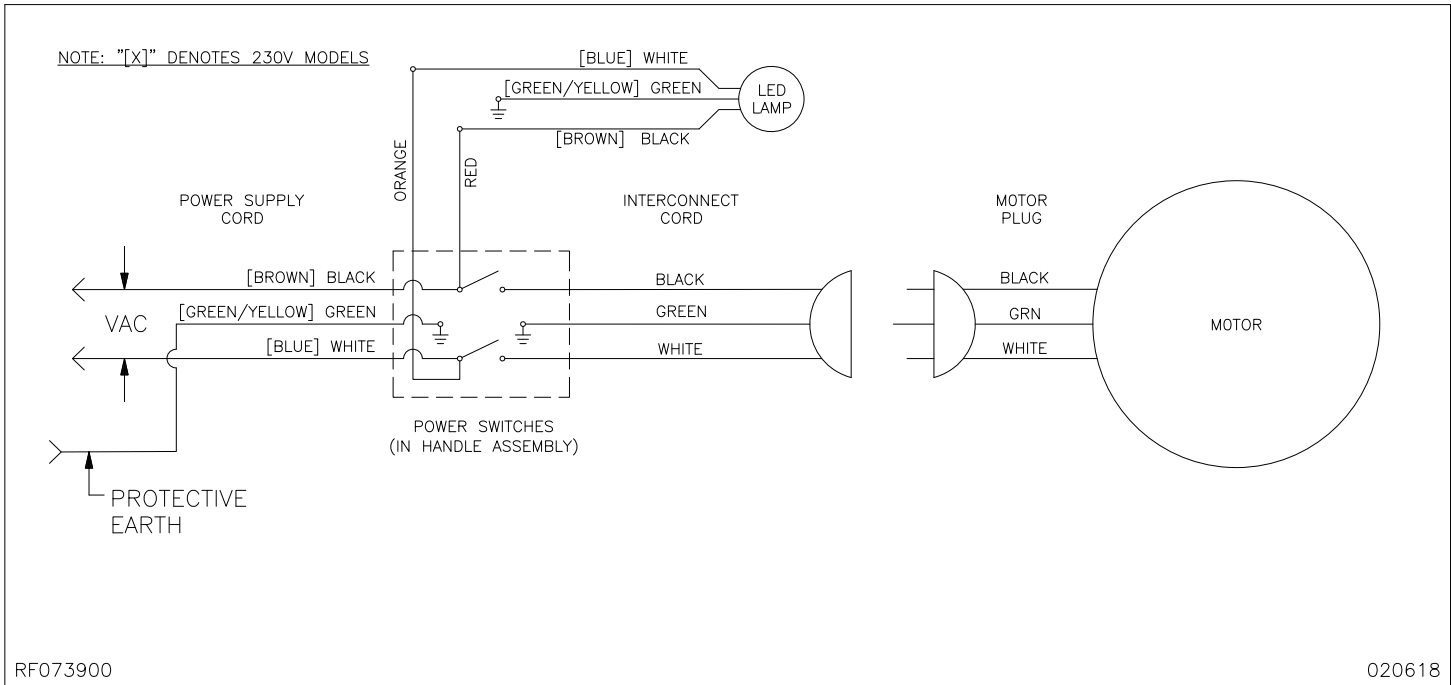 NOTE: "[X]" DENOTES 230V MODELS
[BLUE] WHITE
[GREEN/YELLOW] GREEN
LED
LAMP
[BROWN] BLACK
ORANGE
RED
POWER SUPPLY
CORD
INTERCONNECT
CORD
MOTOR
PLUG
[BROWN] BLACK
BLACK
BLACK
[GREEN/YELLOW] GREEN
GREEN
GRN
VAC
MOTOR
[BLUE] WHITE
WHITE
WHITE
POWER SWITCHES
(IN HANDLE ASSEMBLY)
PROTECTIVE
EARTH
RF073900
020618